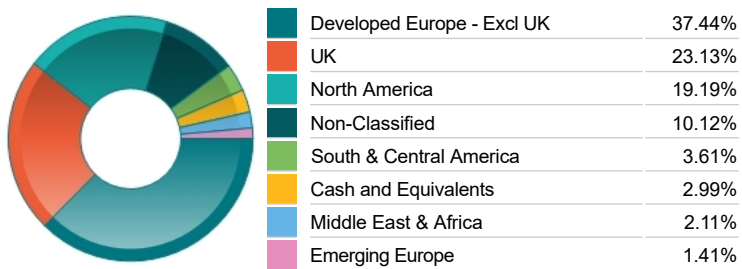 Developed Europe - Excl UK 37.44%
UK 23.13%
North America 19.19%
Non-Classified 10.12%
South & Central America 3.61%
Cash and Equivalents 2.99%
Middle East & Africa 2.11%
Emerging Europe 1.41%